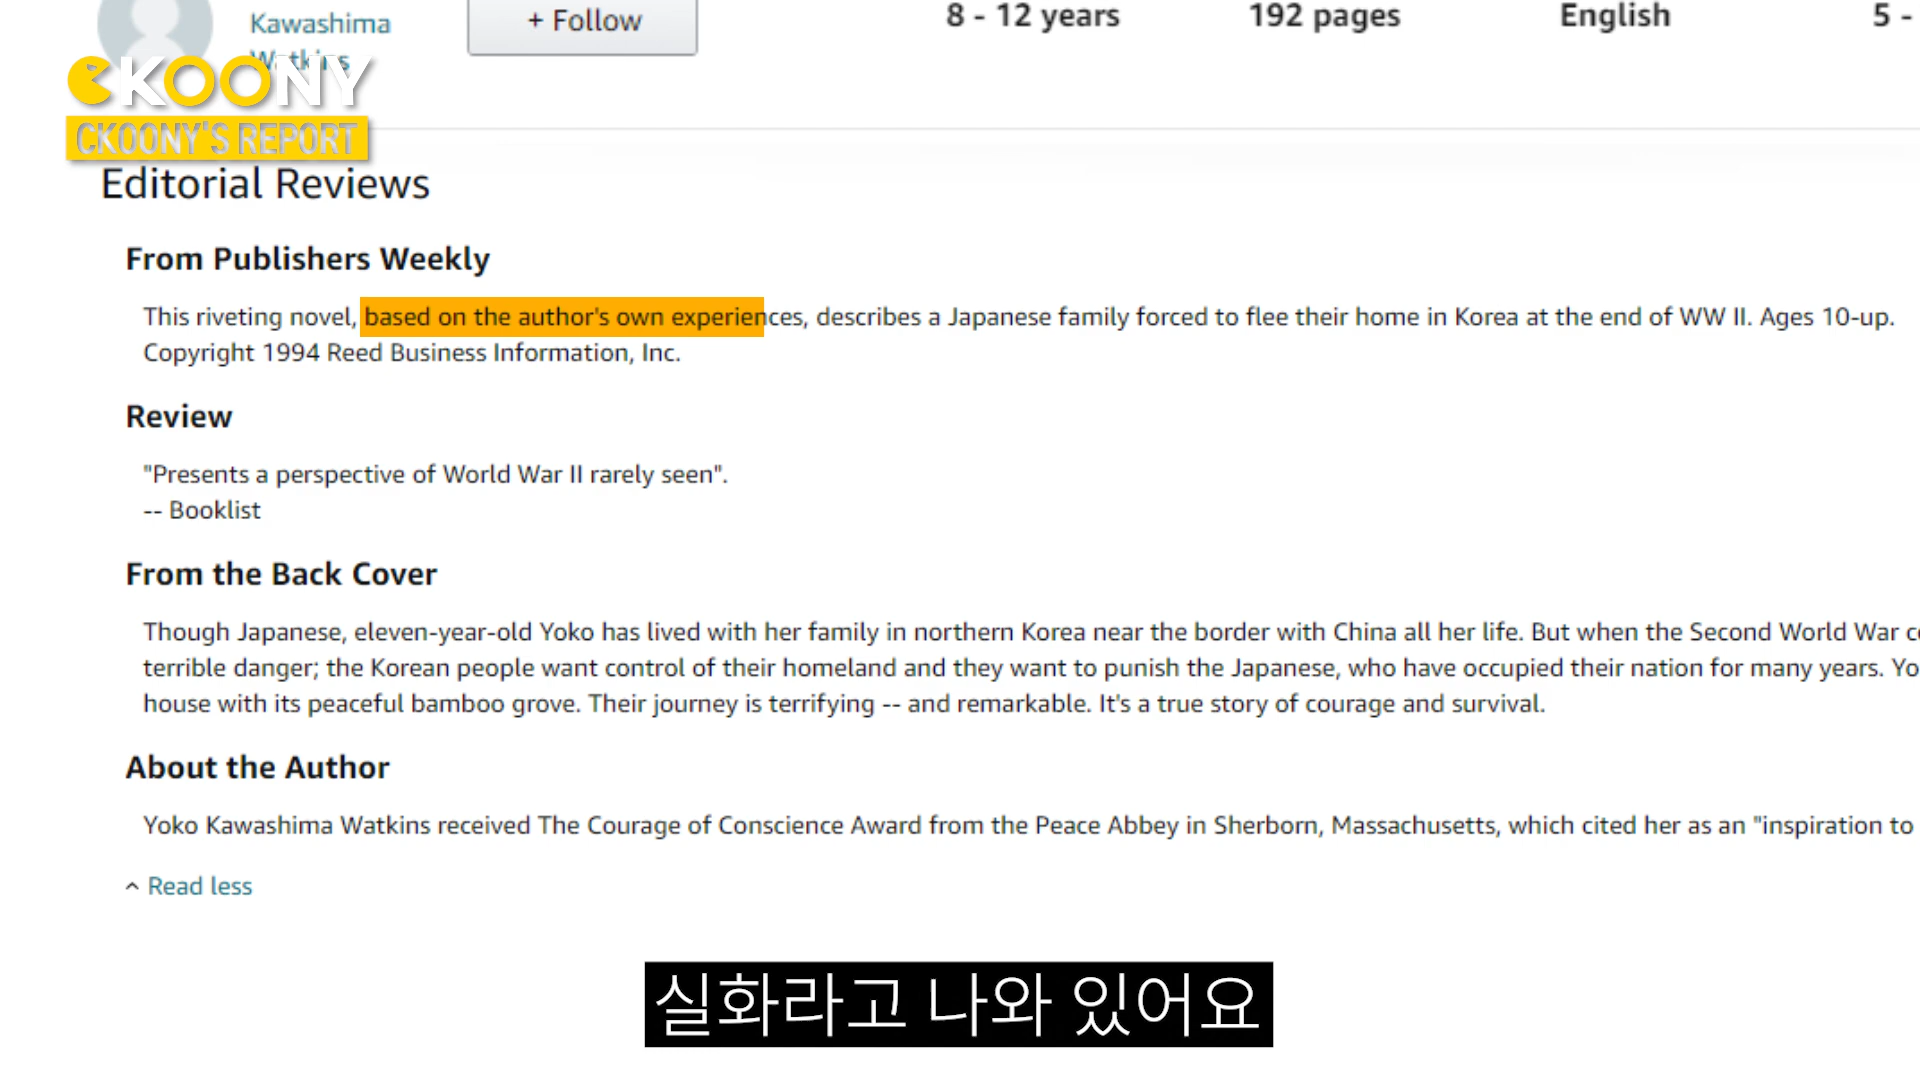 Kawashima
Watkins
+ Follow
8 - 12 years
192 pages
English
5 -
CKOONY
CKOONY'S REPORT
Editorial Reviews
From Publishers Weekly
This riveting novel, based on the author's own experiences, describes a Japanese family forced to flee their home in Korea at the end of WW II. Ages 10-up.
Copyright 1994 Reed Business Information, Inc.
Review
"Presents a perspective of World War II rarely seen".
-- Booklist
From the Back Cover
Though Japanese, eleven-year-old Yoko has lived with her family in northern Korea near the border with China all her life. But when the Second World War
terrible danger; the Korean people want control of their homeland and they want to punish the Japanese, who have occupied their nation for many years.
house with its peaceful bamboo grove. Their journey is terrifying -- and remarkable. It's a true story of courage and survival.
About the Author
Yoko Kawashima Watkins received The Courage of Conscience Award from the Peace Abbey in Sherborn, Massachusetts, which cited her as an "inspiration to
Read less
실화라고 나와 있어요